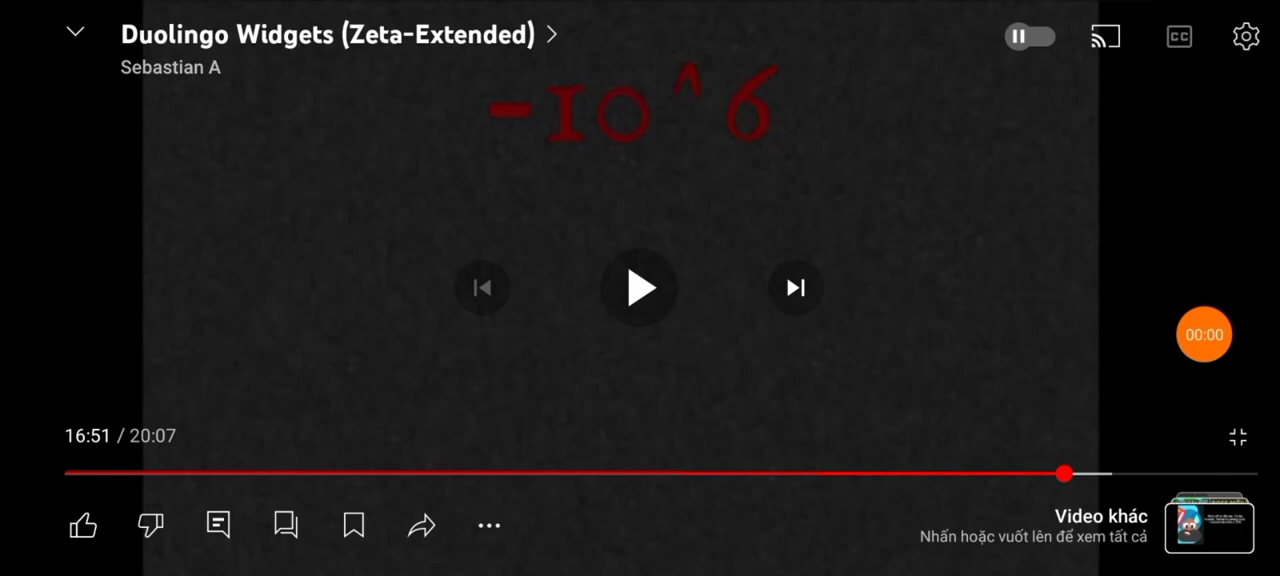 Duolingo Widgets (Zeta-Extended)
Sebastian A
CC
-10^6
00:00
16:51 / 20:07
Video khác
Nhấn hoặc vuốt lên để xem tất cả